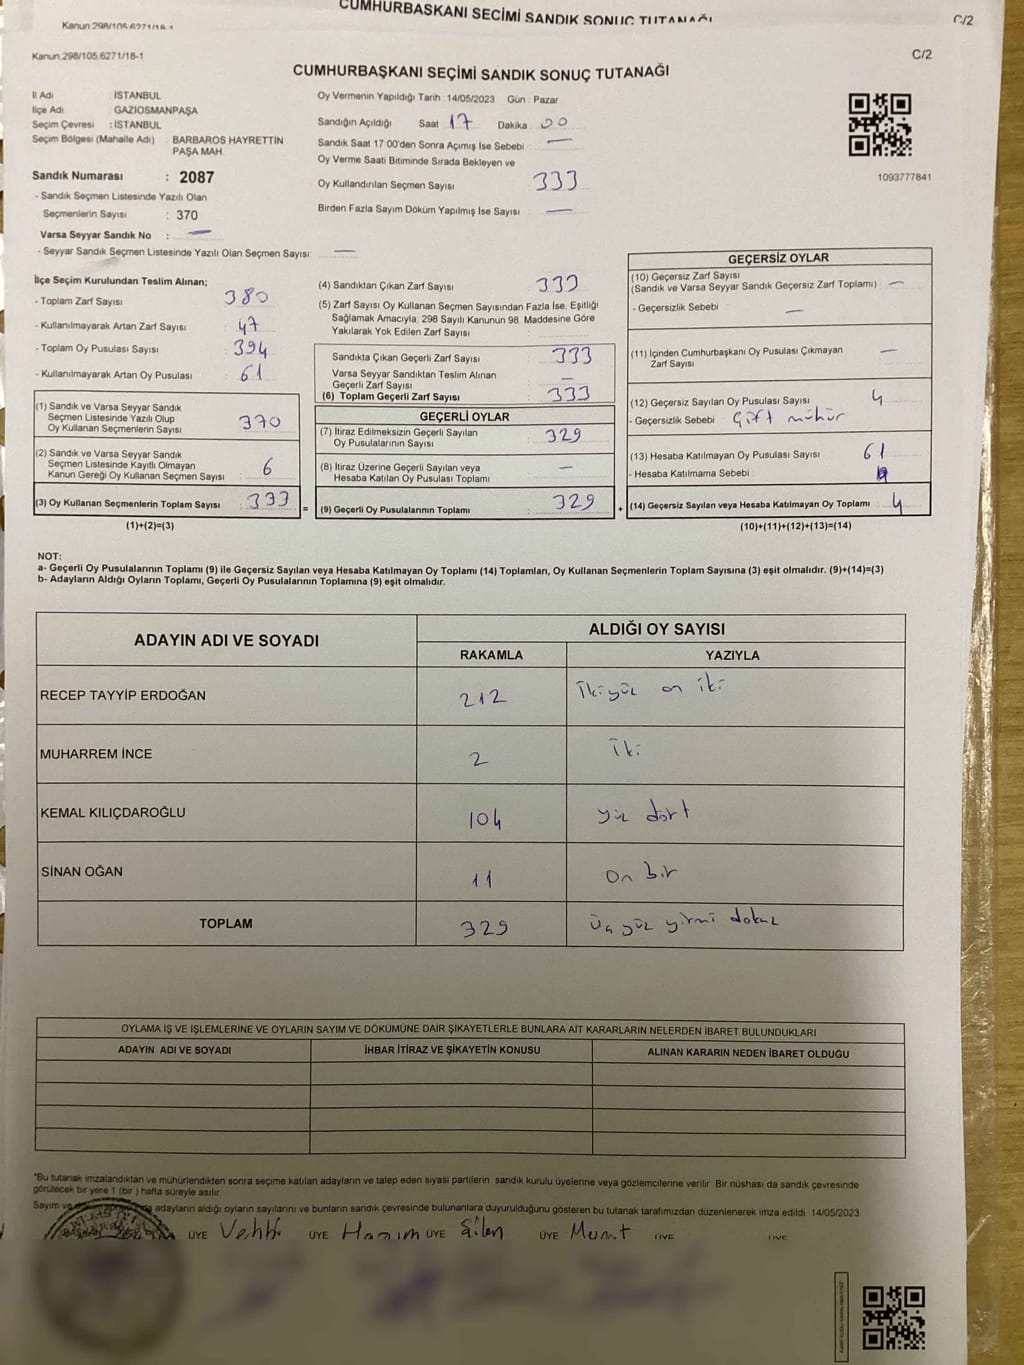 CUMHURBAŞKANI SEÇİMİ SANDIK SONUÇ TUTANAĞI
C/2
Kanun 298/105.6271/18-1
Kanun.298/105.6271/18-1
C/2
CUMHURBAŞKANI SEÇİMİ SANDIK SONUÇ TUTANAĞI
İl Adı İSTANBUL
İlçe Adı GAZİOSMANPAŞA
Seçim Çevresi : İSTANBUL
Seçim Bölgesi (Mahalle Adı) : BARBAROS HAYRETTİN PAŞA MAH.
Sandık Numarası : 2087
- Sandık Seçmen Listesinde Yazılı Olan
Seçmenlerin Sayısı : 370
Varsa Seyyar Sandık No : —
- Seyyar Sandık Seçmen Listesinde Yazılı Olan Seçmen Sayısı: —
Oy Vermenin Yapıldığı Tarih : 14/05/2023 Gün : Pazar
Sandığın Açıldığı Saat 17 Dakika 00
Sandık Saat 17 00'den Sonra Açımış İse Sebebi : —
Oy Verme Saati Bitiminde Sırada Bekleyen ve
Oy Kullandırılan Seçmen Sayısı 333
Birden Fazla Sayım Döküm Yapılmış İse Sayısı : —
1093777841
İlçe Seçim Kurulundan Teslim Alınan;
- Toplam Zarf Sayısı 380
- Kullanılmayarak Artan Zarf Sayısı 47
- Toplam Oy Pusulası Sayısı 394
- Kullanılmayarak Artan Oy Pusulası 61
(1) Sandık ve Varsa Seyyar Sandık
Seçmen Listesinde Yazılı Olup
Oy Kullanan Seçmenlerin Sayısı 370
(2) Sandık ve Varsa Seyyar Sandık
Seçmen Listesinde Kayıtlı Olmayan
Kanun Gereği Oy Kullanan Seçmen Sayısı 6
(3) Oy Kullanan Seçmenlerin Toplam Sayısı 333
(1)+(2)=(3)
(4) Sandıktan Çıkan Zarf Sayısı 333
(5) Zarf Sayısı Oy Kullanan Seçmen Sayısından Fazla İse, Eşitliği
Sağlamak Amacıyla, 298 Sayılı Kanunun 98. Maddesine Göre
Yakılarak Yok Edilen Zarf Sayısı
Sandıkta Çıkan Geçerli Zarf Sayısı 333
Varsa Seyyar Sandıktan Teslim Alınan
Geçerli Zarf Sayısı —
(6) Toplam Geçerli Zarf Sayısı 333
GEÇERLİ OYLAR
(7) İtiraz Edilmeksizin Geçerli Sayılan
Oy Pusulalarının Sayısı 329
(8) İtiraz Üzerine Geçerli Sayılan veya
Hesaba Katılan Oy Pusulası Toplamı —
= (9) Geçerli Oy Pusulalarının Toplamı 329 +
GEÇERSİZ OYLAR
(10) Geçersiz Zarf Sayısı
(Sandık ve Varsa Seyyar Sandık Geçersiz Zarf Toplamı) —
- Geçersizlik Sebebi : —
(11) İçinden Cumhurbaşkanı Oy Pusulası Çıkmayan
Zarf Sayısı —
(12) Geçersiz Sayılan Oy Pusulası Sayısı 4
- Geçersizlik Sebebi : Çift mühür
(13) Hesaba Katılmayan Oy Pusulası Sayısı 61
- Hesaba Katılmama Sebebi :
(14) Geçersiz Sayılan veya Hesaba Katılmayan Oy Toplamı 4
(10)+(11)+(12)+(13)=(14)
NOT:
a- Geçerli Oy Pusulalarının Toplamı (9) ile Geçersiz Sayılan veya Hesaba Katılmayan Oy Toplamı (14) Toplamları, Oy Kullanan Seçmenlerin Toplam Sayısına (3) eşit olmalıdır. (9)+(14)=(3)
b- Adayların Aldığı Oyların Toplamı, Geçerli Oy Pusulalarının Toplamına (9) eşit olmalıdır.
ADAYIN ADI VE SOYADI
ALDIĞI OY SAYISI
RAKAMLA YAZIYLA
RECEP TAYYİP ERDOĞAN 212 İkiyüz on iki
MUHARREM İNCE 2 İki
KEMAL KILIÇDAROĞLU 104 yüz dört
SİNAN OĞAN 11 On bir
TOPLAM 329 Üç yüz yirmi dokuz
OYLAMA İŞ VE İŞLEMLERİNE VE OYLARIN SAYIM VE DÖKÜMÜNE DAİR ŞİKAYETLERLE BUNLARA AİT KARARLARIN NELERDEN İBARET BULUNDUKLARI
ADAYIN ADI VE SOYADI İHBAR İTİRAZ VE ŞİKAYETİN KONUSU ALINAN KARARIN NEDEN İBARET OLDUĞU
*Bu tutanak imzalandıktan ve mühürlendikten sonra seçime katılan adayların ve talep eden siyasi partilerin sandık kurulu üyelerine veya gözlemcilerine verilir. Bir nüshası da sandık çevresinde
görülecek bir yere 1 (bir ) hafta süreyle asılır.
Sayım ve adayların aldığı oyların sayılarını ve bunların sandık çevresinde bulunanlara duyurulduğunu gösteren bu tutanak tarafımızdan düzenlenerek imza edildi. 14/05/2023
ÜYE Vehbi ÜYE Hazım ÜYE ÜYE Murat ÜYE ÜYE